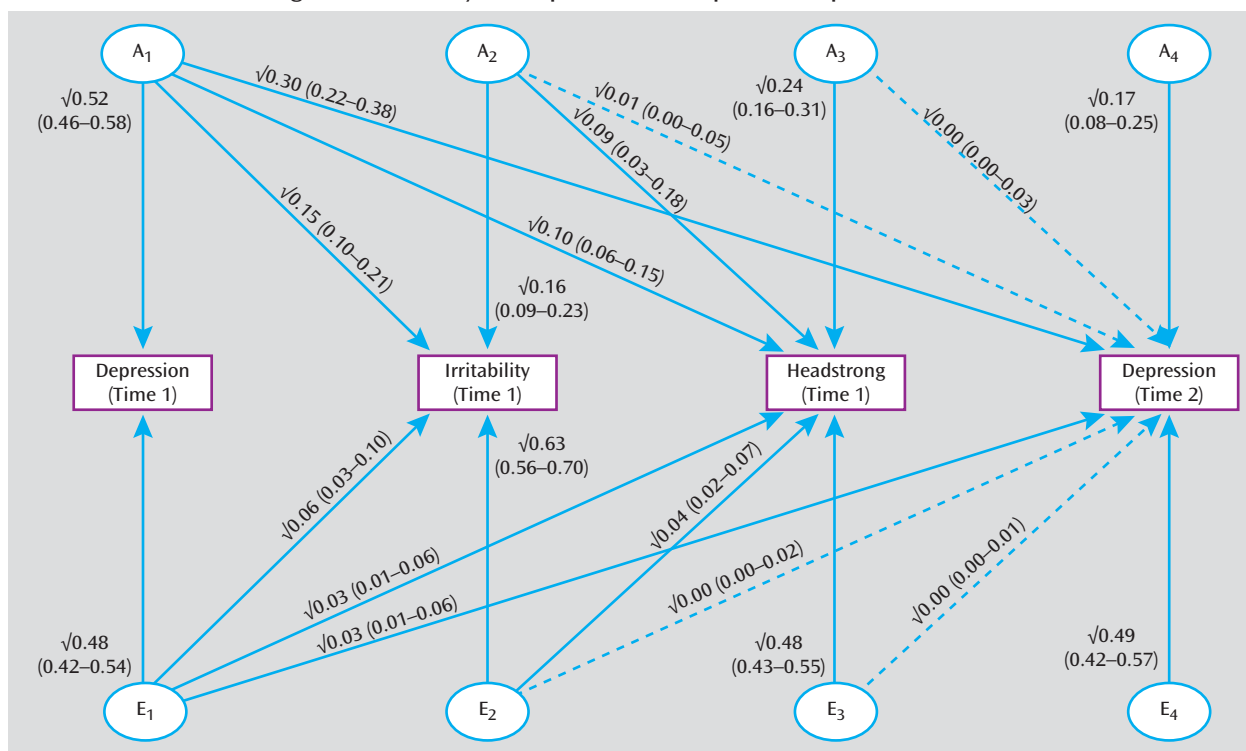 A1
A2
A3
A4
√0.52
(0.46–0.58)
√0.30 (0.22–0.38)
√0.01 (0.00–0.05)
√0.24
(0.16–0.31)
√0.00 (0.00–0.03)
√0.17
(0.08–0.25)
√0.09 (0.03–0.18)
√0.15 (0.10–0.21)
√0.10 (0.06–0.15)
√0.16
(0.09–0.23)
Depression
(Time 1)
Irritability
(Time 1)
Headstrong
(Time 1)
Depression
(Time 2)
√0.06 (0.03–0.10)
√0.63
(0.56–0.70)
√0.04 (0.02–0.07)
√0.03 (0.01–0.06)
√0.03 (0.01–0.06)
√0.00 (0.00–0.02)
√0.00 (0.00–0.01)
√0.48
(0.42–0.54)
√0.48
(0.43–0.55)
√0.49
(0.42–0.57)
E1
E2
E3
E4